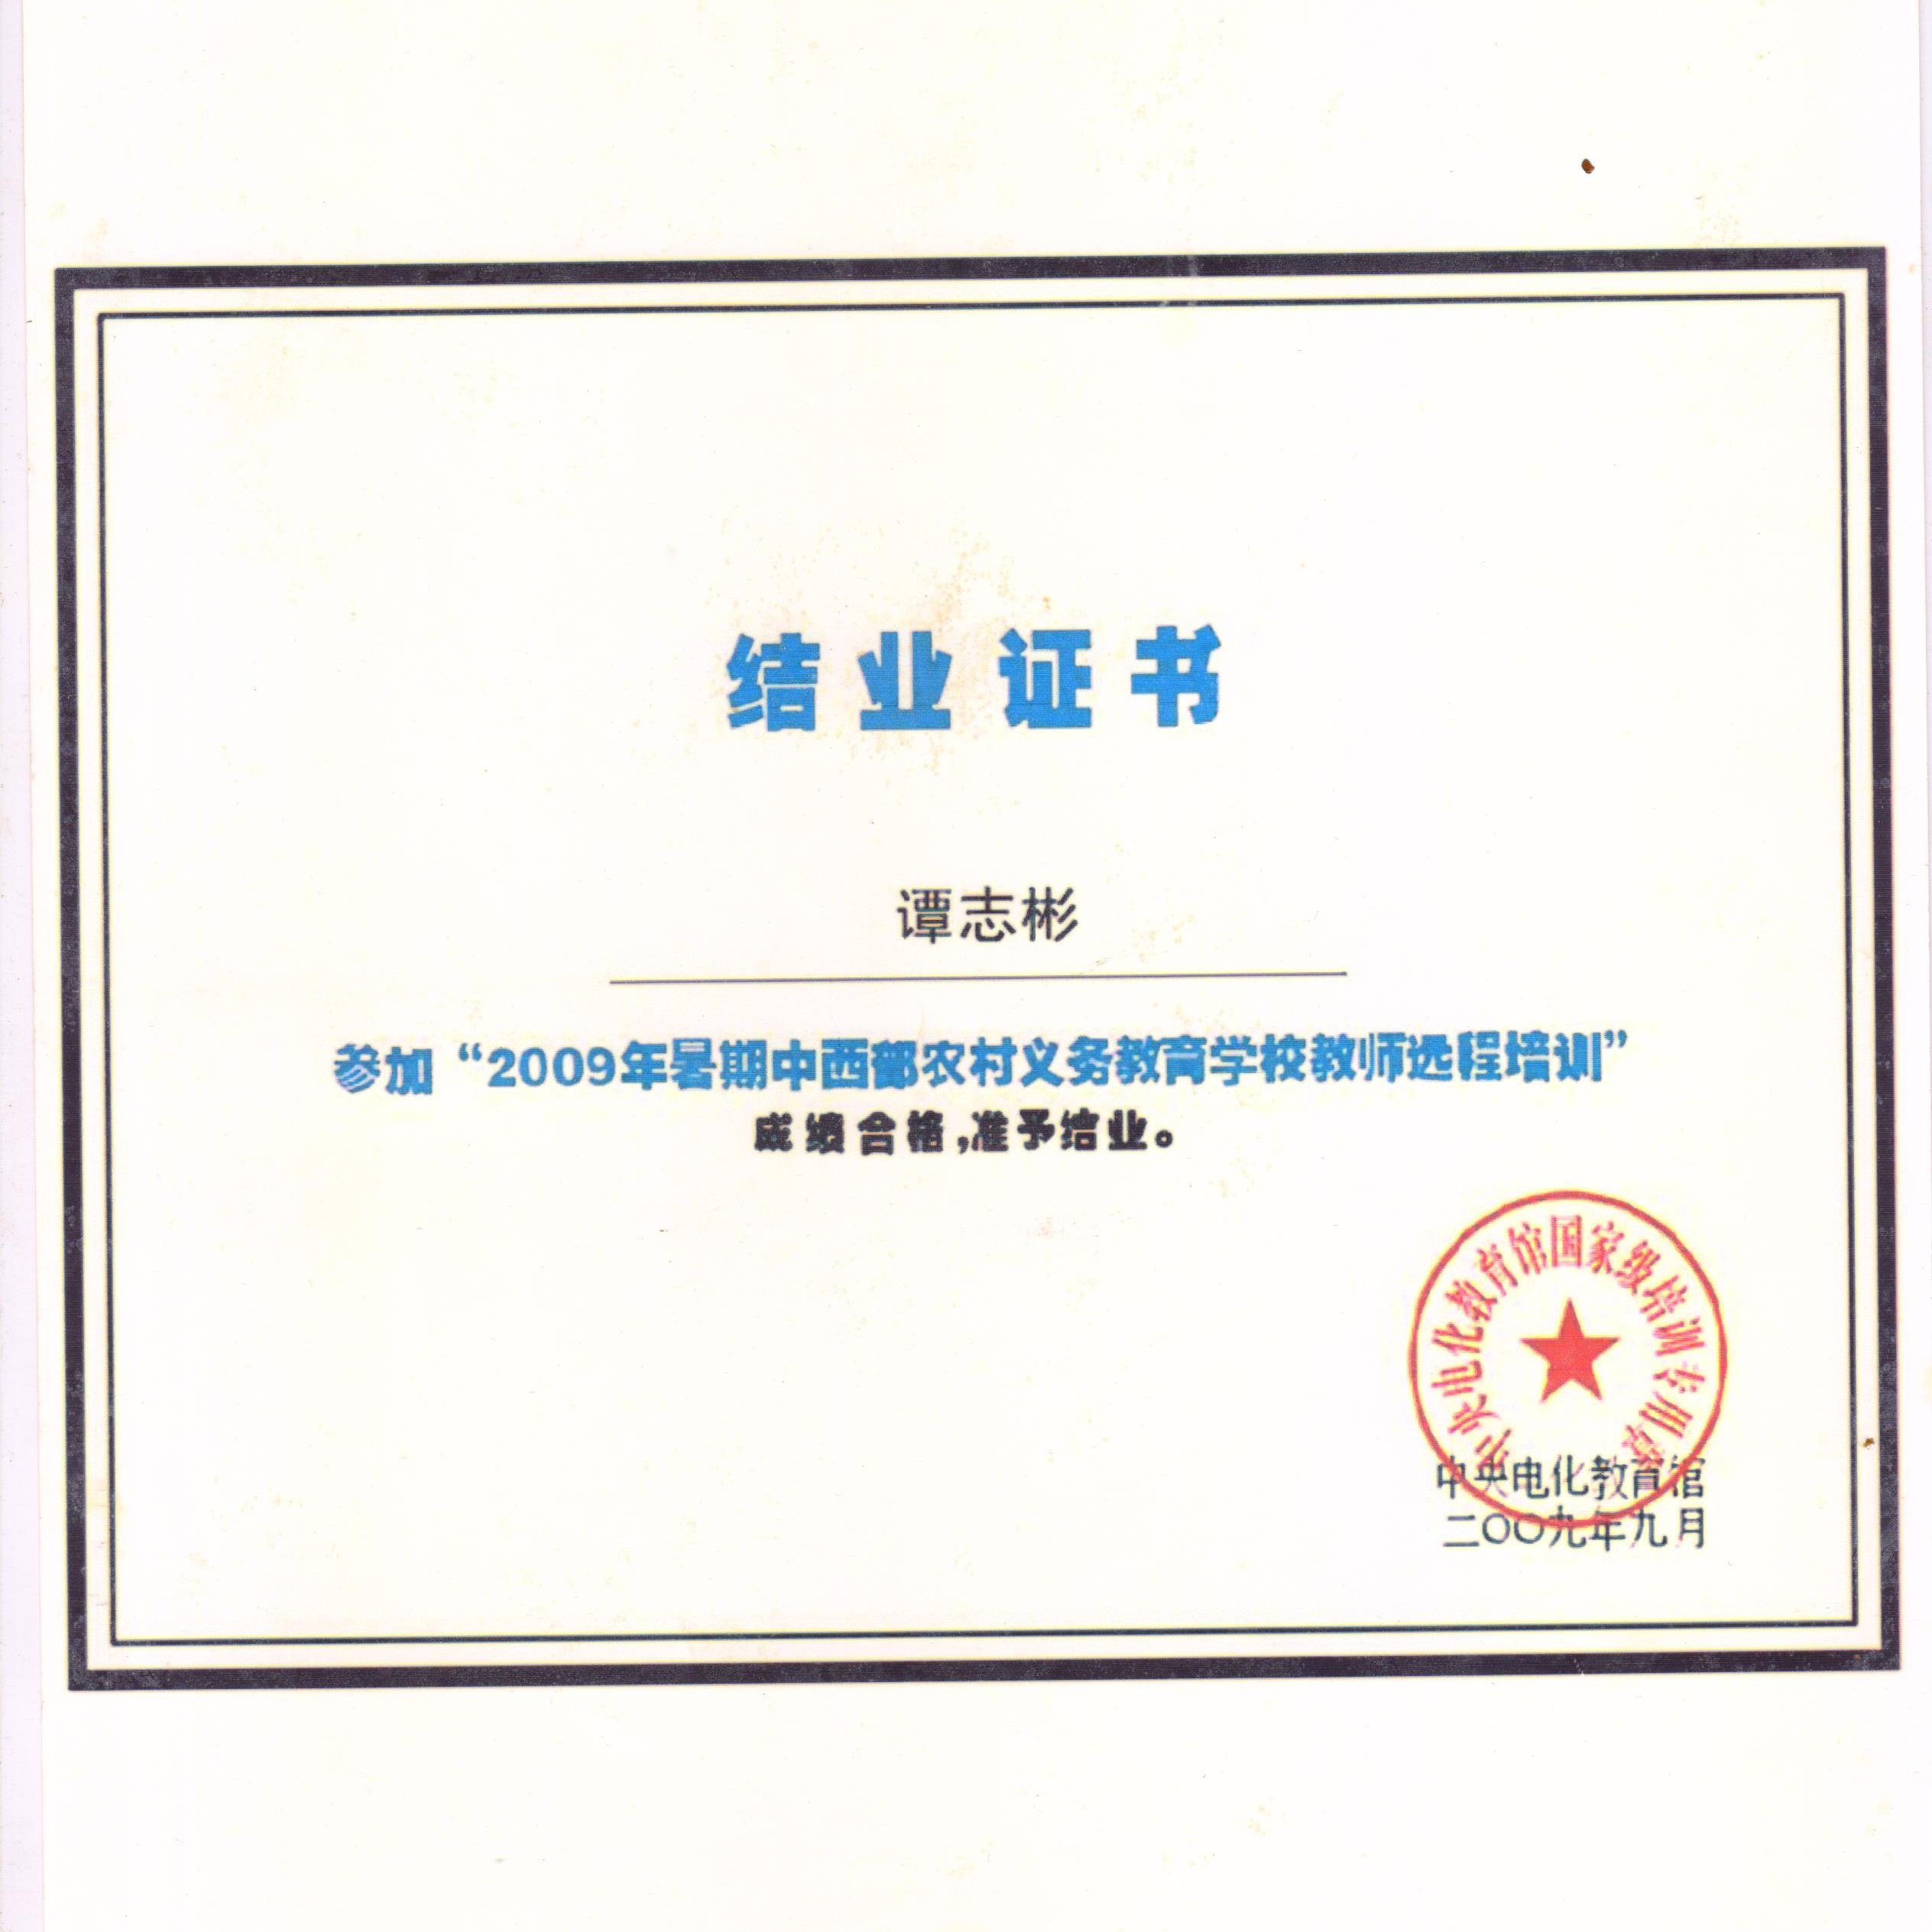 结业证书
谭志彬
参加“2009年暑期中西部农村义务教育学校教师远程培训”
成绩合格,准予结业。
中央电化教育馆国家级培训专用章
中央电化教育馆
二〇〇九年九月